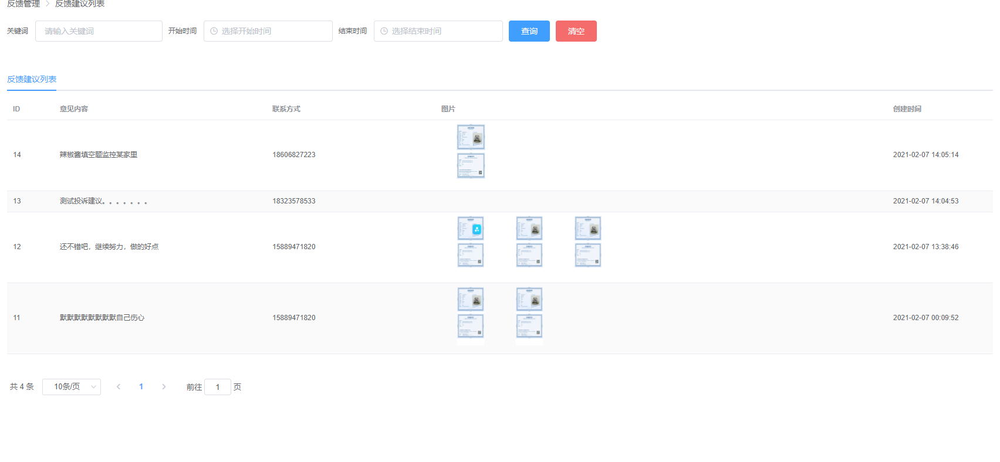 反馈管理 > 反馈建议列表
关键词 请输入关键词 开始时间 选择开始时间 结束时间 选择结束时间 查询 清空
反馈建议列表
ID 意见内容 联系方式 图片 创建时间
14 辣椒酱填空题监控某家里 18606827223 2021-02-07 14:05:14
13 测试投诉建议。。。。。。。 18323578533 2021-02-07 14:04:53
12 还不错吧，继续努力，做的好点 15889471820 2021-02-07 13:38:46
11 默默默默默默默默自己伤心 15889471820 2021-02-07 00:09:52
共 4 条 10条/页 1 前往 1 页